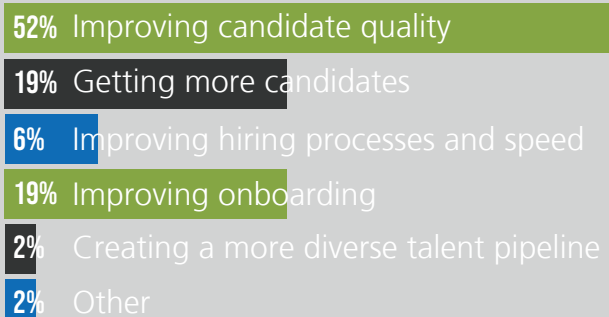 52% Improving candidate quality
19% Getting more candidates
6% Improving hiring processes and speed
19% Improving onboarding
2% Creating a more diverse talent pipeline
2% Other